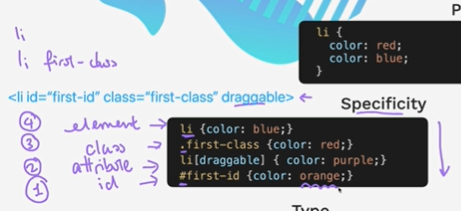 P
li
li first-class
li {
color: red;
color: blue;
}
<li id="first-id" class="first-class" draggable> ←
Specificity
④ element → li {color: blue;}
③ class → .first-class {color: red;}
② attribute → li[draggable] { color: purple;}
① id → #first-id {color: orange;}
Type